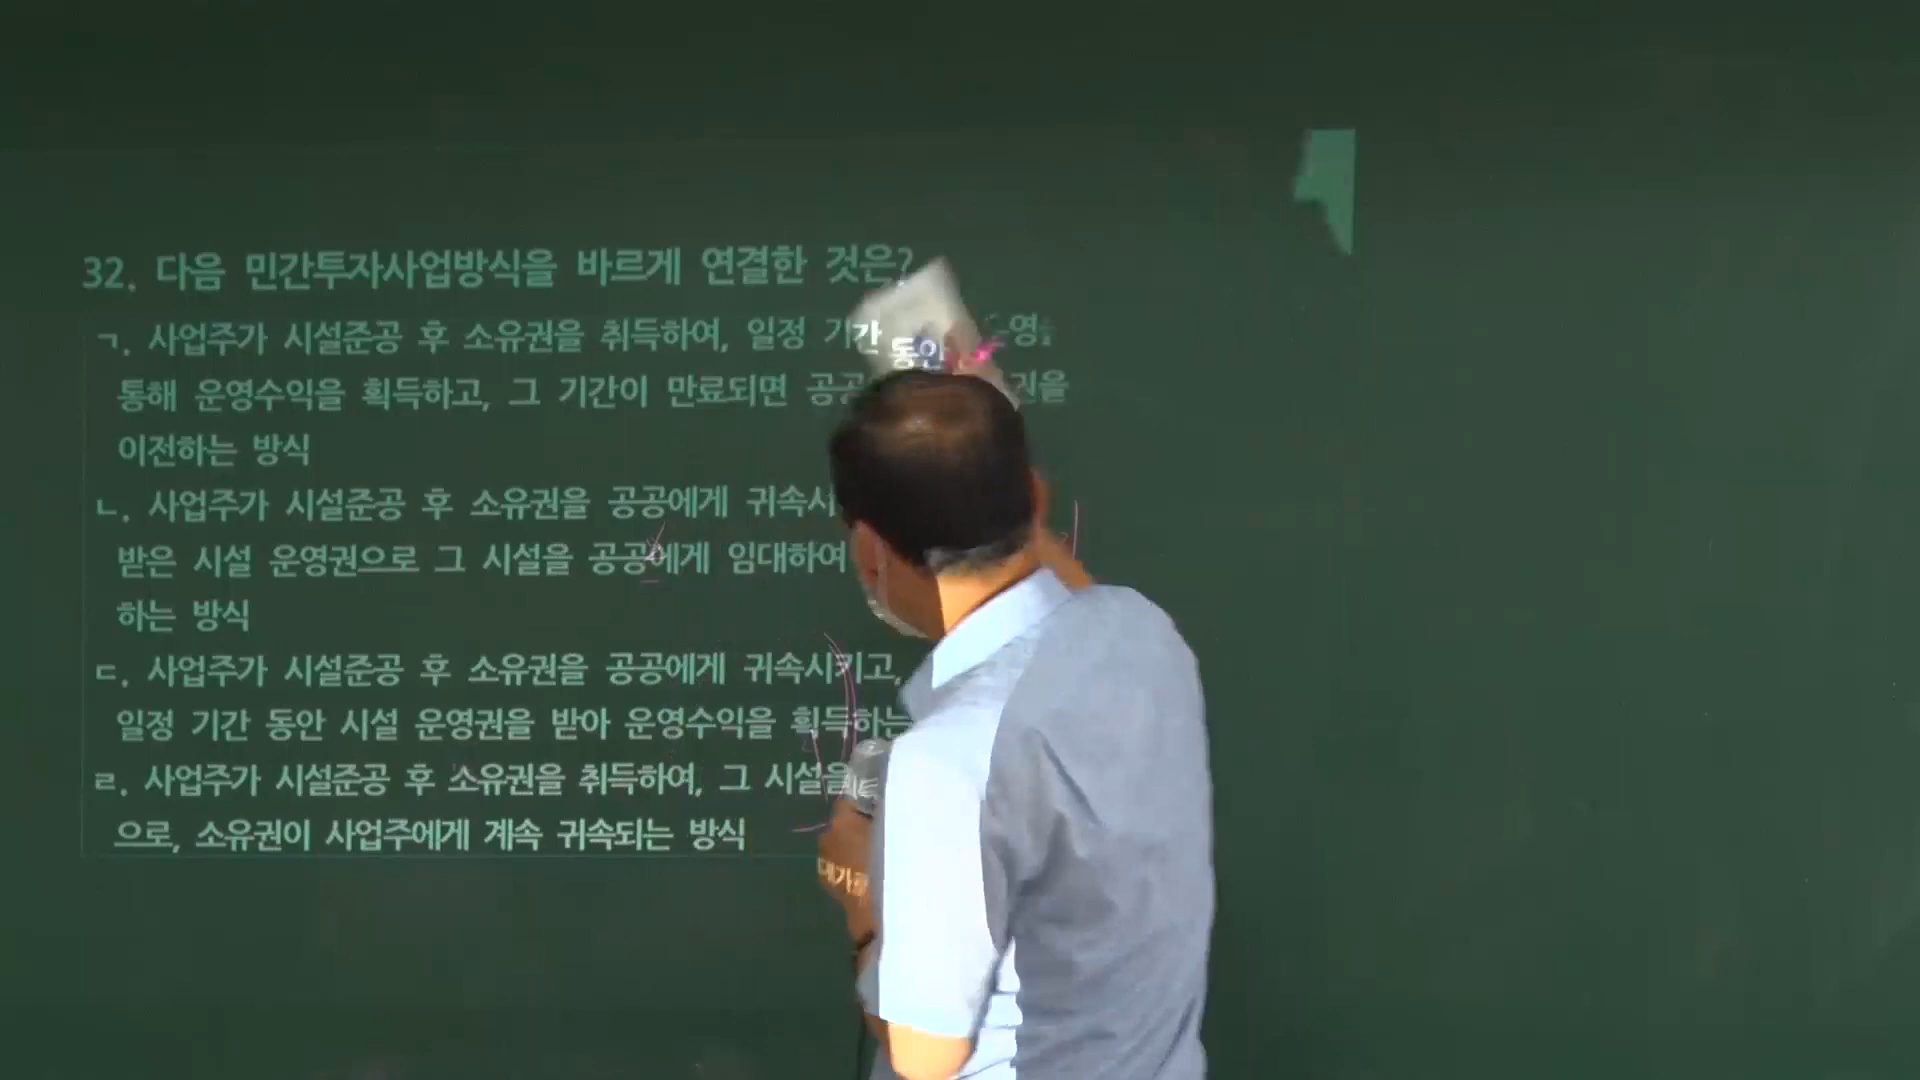 32. 다음 민간투자사업방식을 바르게 연결한 것은?
ㄱ. 사업주가 시설준공 후 소유권을 취득하여, 일정 기간 동안
통해 운영수익을 획득하고, 그 기간이 만료되면
이전하는 방식
ㄴ. 사업주가 시설준공 후 소유권을 공공에게
받은 시설 운영권으로 그 시설을 공공에게 임대하여
하는 방식
ㄷ. 사업주가 시설준공 후 소유권을 공공에게 귀속시키고,
일정 기간 동안 시설 운영권을 받아 운영수익을 획득하는
ㄹ. 사업주가 시설준공 후 소유권을 취득하여, 그 시설을
으로, 소유권이 사업주에게 계속 귀속되는 방식